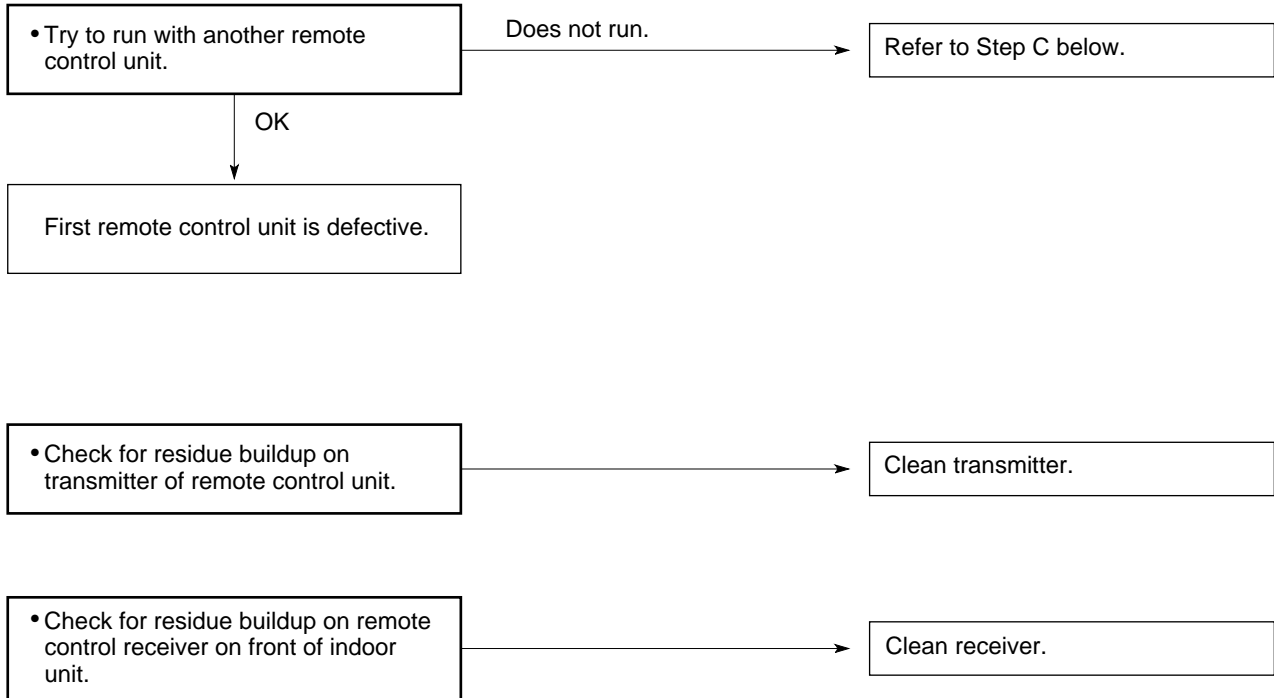 • Try to run with another remote
control unit.
Does not run.
Refer to Step C below.
OK
First remote control unit is defective.
• Check for residue buildup on
transmitter of remote control unit.
Clean transmitter.
• Check for residue buildup on remote
control receiver on front of indoor
unit.
Clean receiver.